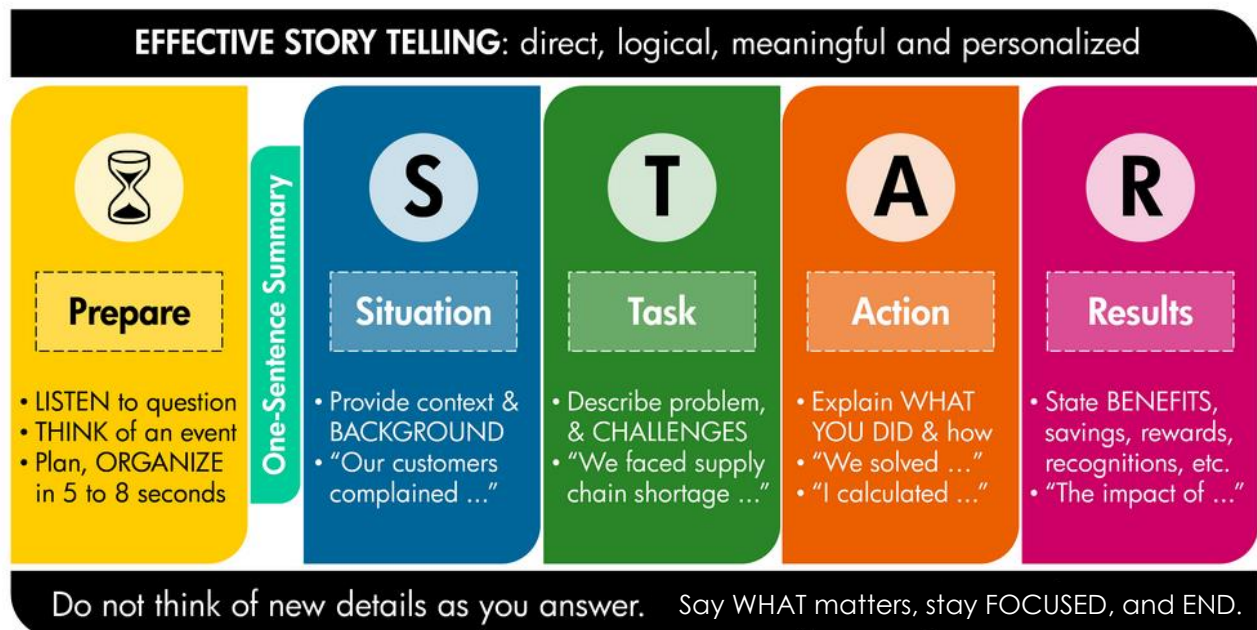 EFFECTIVE STORY TELLING: direct, logical, meaningful and personalized
Prepare
• LISTEN to question
• THINK of an event
• Plan, ORGANIZE
in 5 to 8 seconds
One-Sentence Summary
S
Situation
• Provide context &
BACKGROUND
• “Our customers
complained ...”
T
Task
• Describe problem,
& CHALLENGES
• “We faced supply
chain shortage ...”
A
Action
• Explain WHAT
YOU DID & how
• “We solved ...”
• “I calculated ...”
R
Results
• State BENEFITS,
savings, rewards,
recognitions, etc.
• “The impact of ...”
Do not think of new details as you answer. Say WHAT matters, stay FOCUSED, and END.